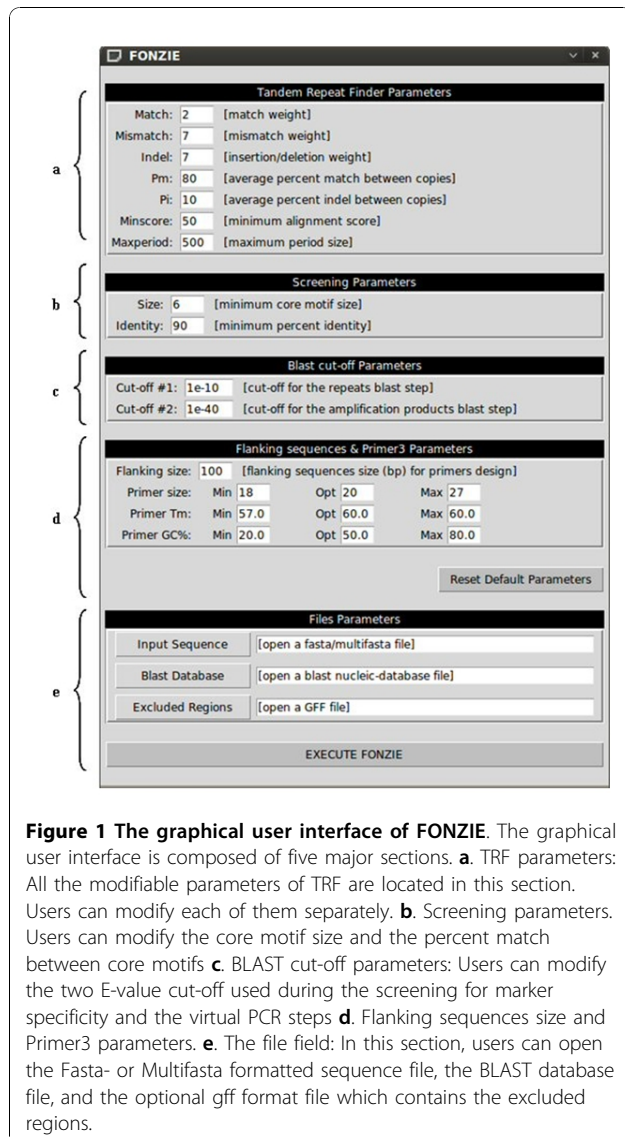 FONZIE
Tandem Repeat Finder Parameters
Match: 2 [match weight]
Mismatch: 7 [mismatch weight]
Indel: 7 [insertion/deletion weight]
a
Pm: 80 [average percent match between copies]
Pi: 10 [average percent indel between copies]
Minscore: 50 [minimum alignment score]
Maxperiod: 500 [maximum period size]
Screening Parameters
b
Size: 6 [minimum core motif size]
Identity: 90 [minimum percent identity]
Blast cut-off Parameters
c
Cut-off #1: 1e-10 [cut-off for the repeats blast step]
Cut-off #2: 1e-40 [cut-off for the amplification products blast step]
Flanking sequences & Primer3 Parameters
Flanking size: 100 [flanking sequences size (bp) for primers design]
Primer size: Min 18 Opt 20 Max 27
d
Primer Tm: Min 57.0 Opt 60.0 Max 60.0
Primer GC%: Min 20.0 Opt 50.0 Max 80.0
Reset Default Parameters
Files Parameters
Input Sequence [open a fasta/multifasta file]
Blast Database [open a blast nucleic-database file]
e
Excluded Regions [open a GFF file]
EXECUTE FONZIE
Figure 1 The graphical user interface of FONZIE. The graphical
user interface is composed of five major sections. a. TRF parameters:
All the modifiable parameters of TRF are located in this section.
Users can modify each of them separately. b. Screening parameters.
Users can modify the core motif size and the percent match
between core motifs c. BLAST cut-off parameters: Users can modify
the two E-value cut-off used during the screening for marker
specificity and the virtual PCR steps d. Flanking sequences size and
Primer3 parameters. e. The file field: In this section, users can open
the Fasta- or Multifasta formatted sequence file, the BLAST database
file, and the optional gff format file which contains the excluded
regions.